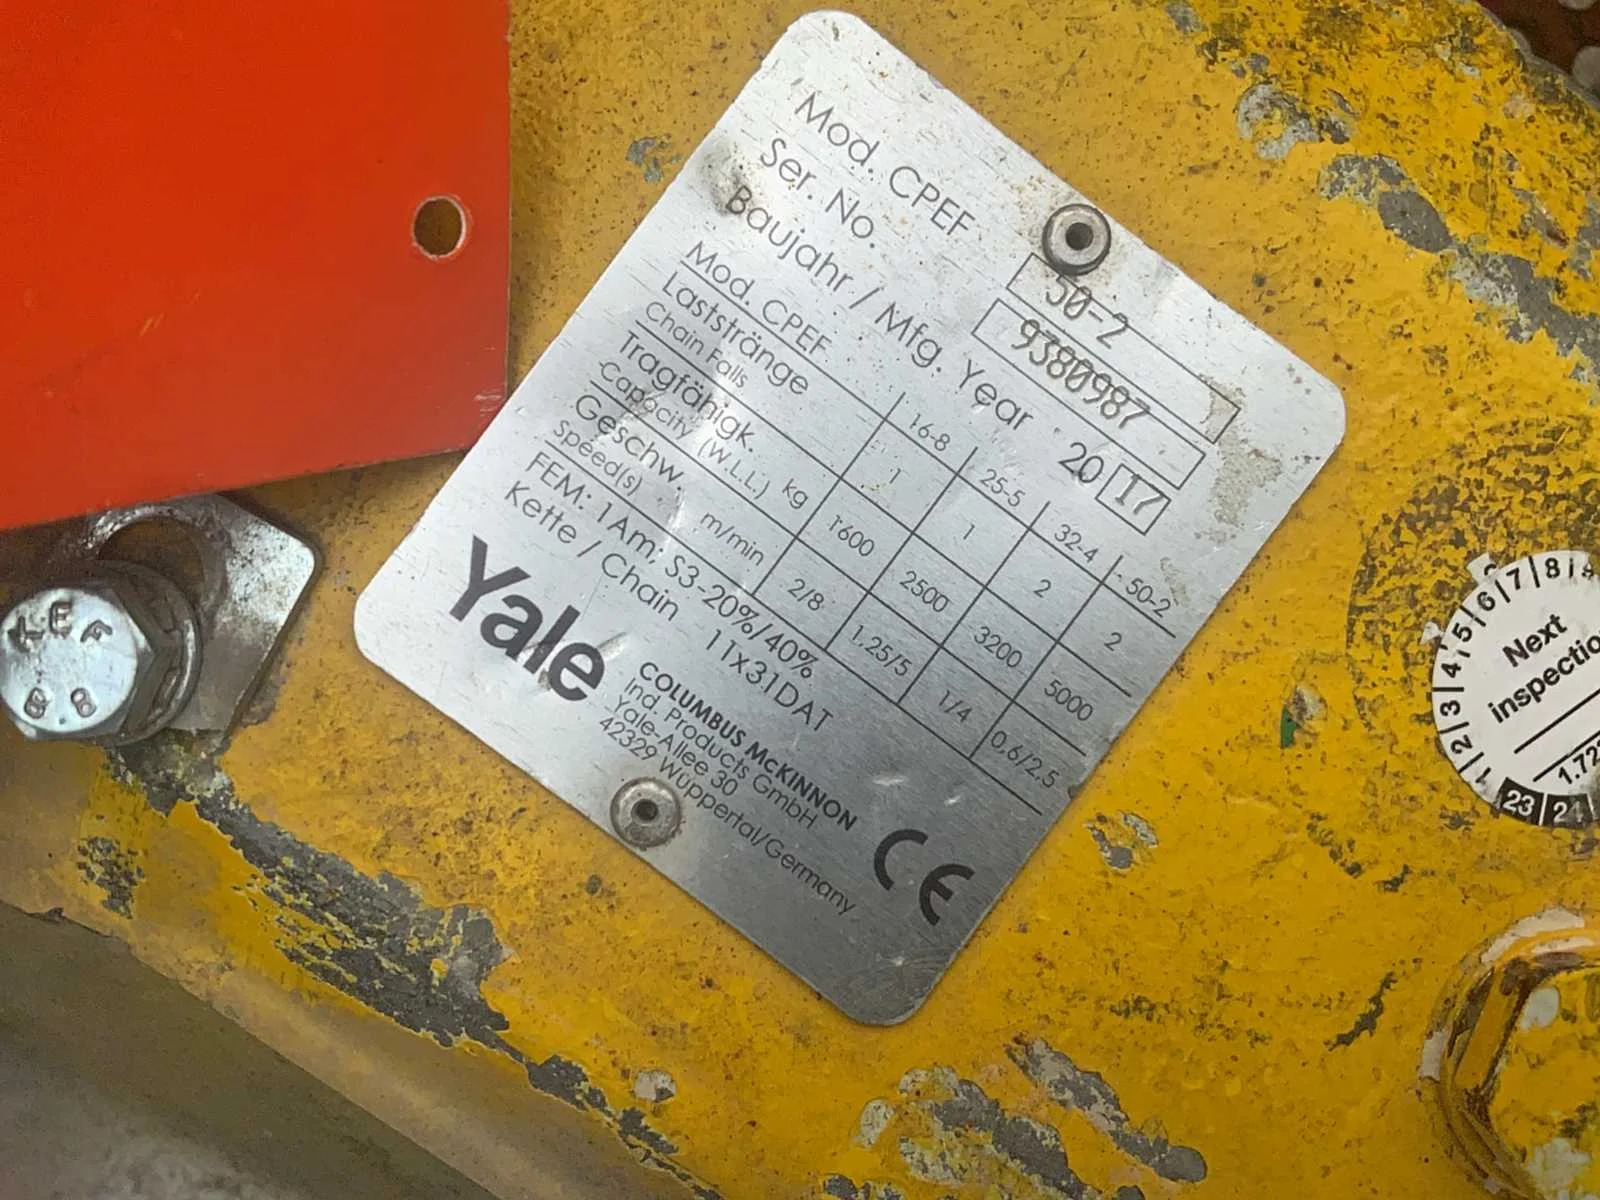 Mod. CPEF 50-2
Ser. No. 9380987
Baujahr / Mfg. Year 20 17
Mod. CPEF 16-8 25-5 32-4 50-2
Laststränge
Chain Falls 1 1 2 2
Tragfähigk.
Capacity (W.L.L.) kg 1600 2500 3200 5000
Geschw.
Speed(s) m/min 2/8 1.25/5 1/4 0.6/2.5
FEM: 1Am; S3-20%/40%
Kette / Chain 11x31DAT
Yale
COLUMBUS McKINNON
Ind. Products GmbH
Yale-Allee 30
42329 Wuppertal/Germany
CE
1 2 3 4 5 6 7 8
Next
23 24
8 8